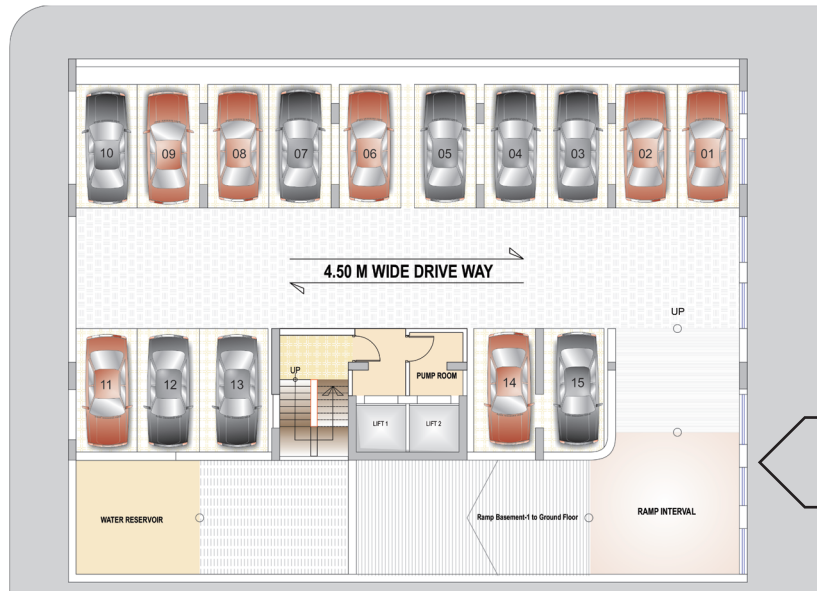 10
09
08
07
06
05
04
03
02
01
4.50 M WIDE DRIVE WAY
UP
11
12
13
UP
PUMP ROOM
LIFT 1
LIFT 2
14
15
WATER RESERVOIR
Ramp Basement-1 to Ground Floor
RAMP INTERVAL